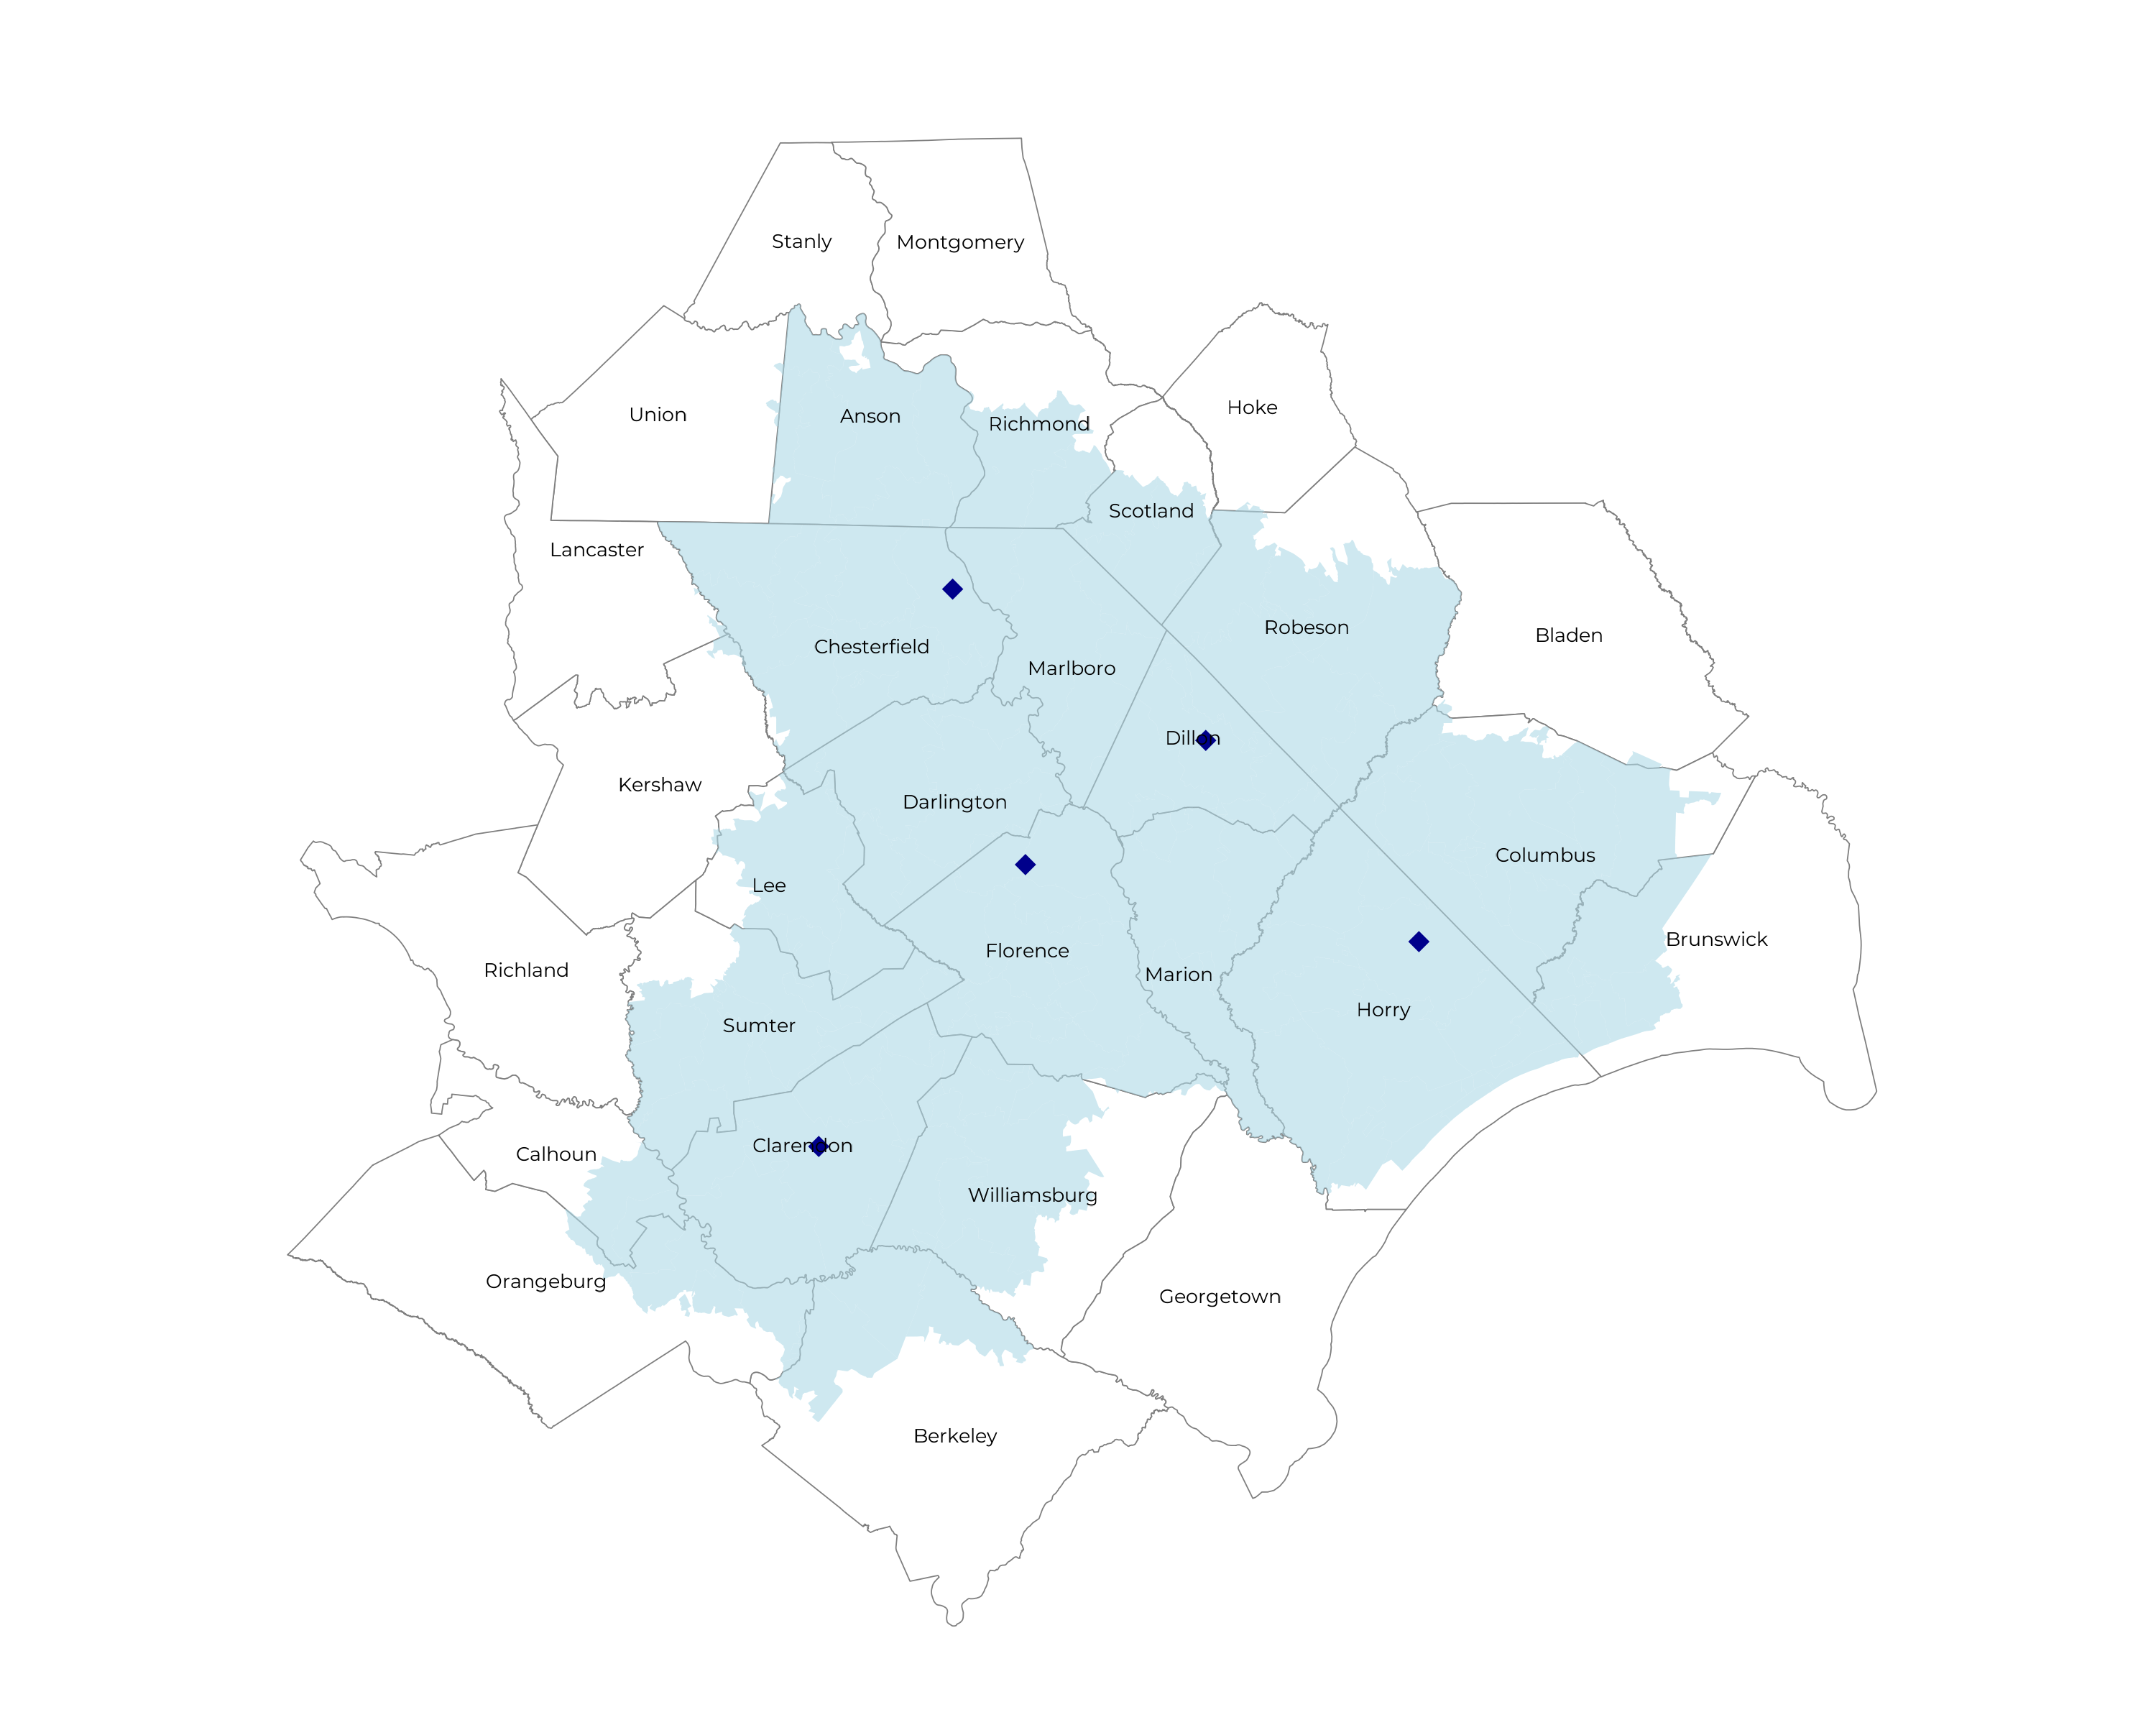 Stanly
Montgomery
Union
Anson
Richmond
Hoke
Scotland
Lancaster
Robeson
Bladen
Chesterfield
Marlboro
Dillon
Kershaw
Darlington
Columbus
Lee
Brunswick
Florence
Richland
Marion
Horry
Sumter
Clarendon
Calhoun
Williamsburg
Orangeburg
Georgetown
Berkeley